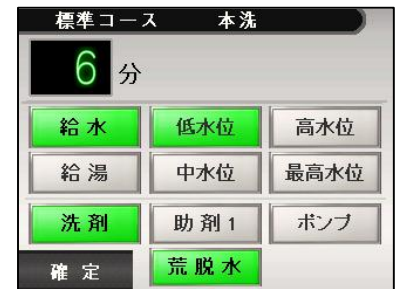 標準コース 本洗
6 分
給水 低水位 高水位
給湯 中水位 最高水位
洗剤 助剤1 ポンプ
確定 荒脱水